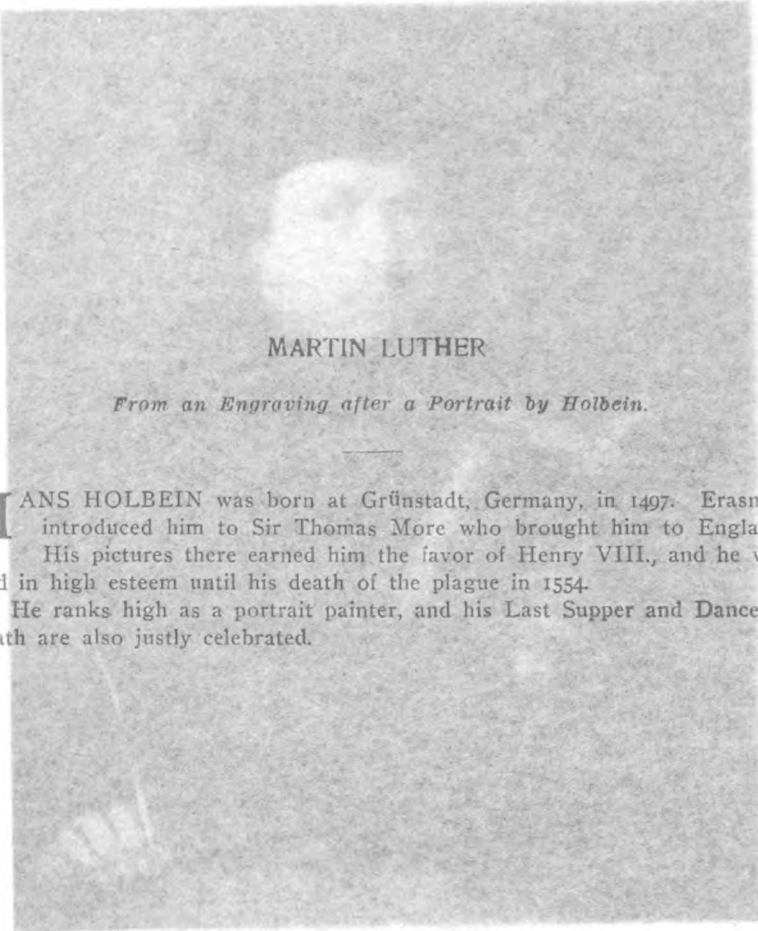 MARTIN LUTHER
From an Engraving after a Portrait by Holbein.
ANS HOLBEIN was born at Grünstadt, Germany, in 1497. Erasm
introduced him to Sir Thomas More who brought him to Engla
His pictures there earned him the favor of Henry VIII., and he
d in high esteem until his death of the plague in 1554.
He ranks high as a portrait painter, and his Last Supper and Dance
ath are also justly celebrated.